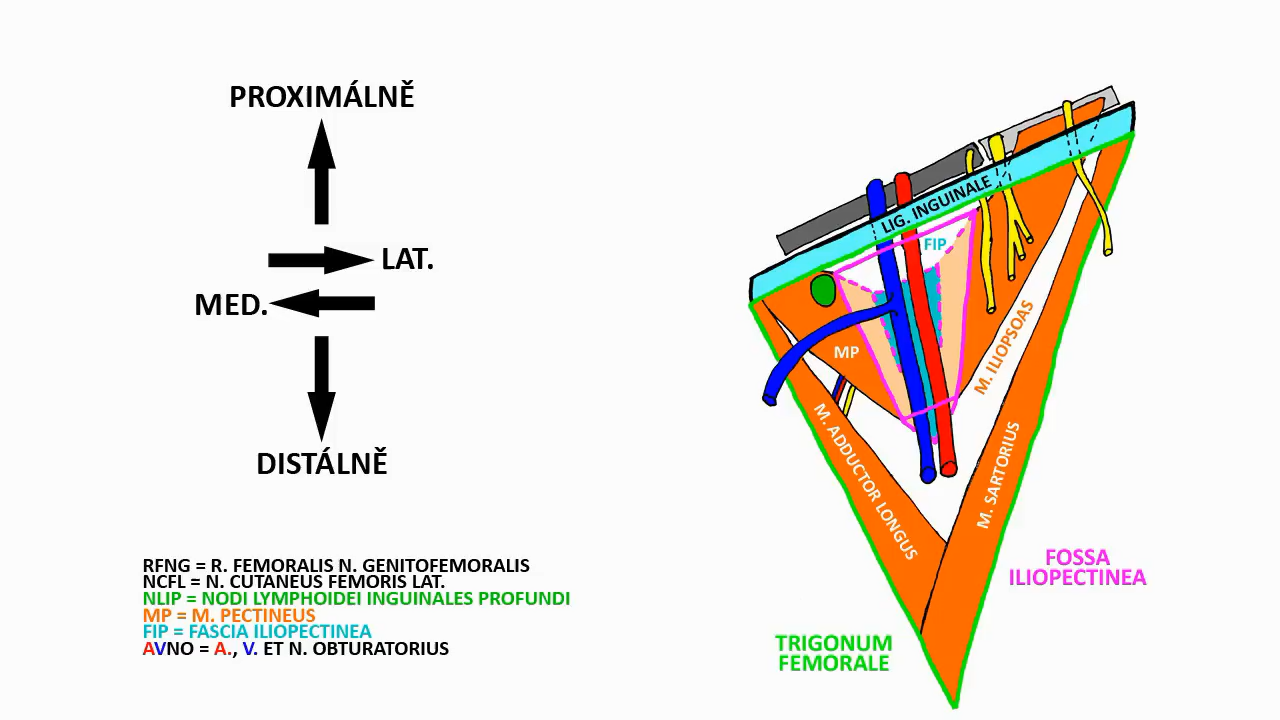 PROXIMÁLNĚ
LAT.
MED.
DISTÁLNĚ
RFNG = R. FEMORALIS N. GENITOFEMORALIS
NCFL = N. CUTANEUS FEMORIS LAT.
NLIP = NODI LYMPHOIDEI INGUINALES PROFUNDI
MP = M. PECTINEUS
FIP = FASCIA ILIOPECTINEA
AVNO = A., V. ET N. OBTURATORIUS
LIG. INGUINALE
FIP
MP
M. ILIOPSOAS
M. ADDUCTOR LONGUS
M. SARTORIUS
FOSSA
ILIOPECTINEA
TRIGONUM
FEMORALE